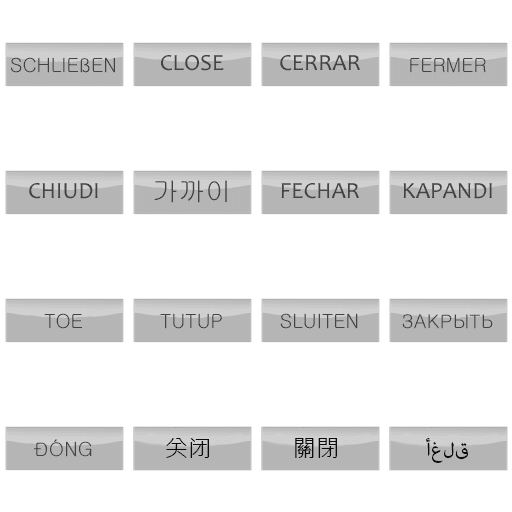 SCHLIEßEN
CLOSE
CERRAR
FERMER
CHIUDI
가까이
FECHAR
KAPANDI
TOE
TUTUP
SLUITEN
ЗАКРЫТЬ
ĐÓNG
关闭
關閉
أغلق